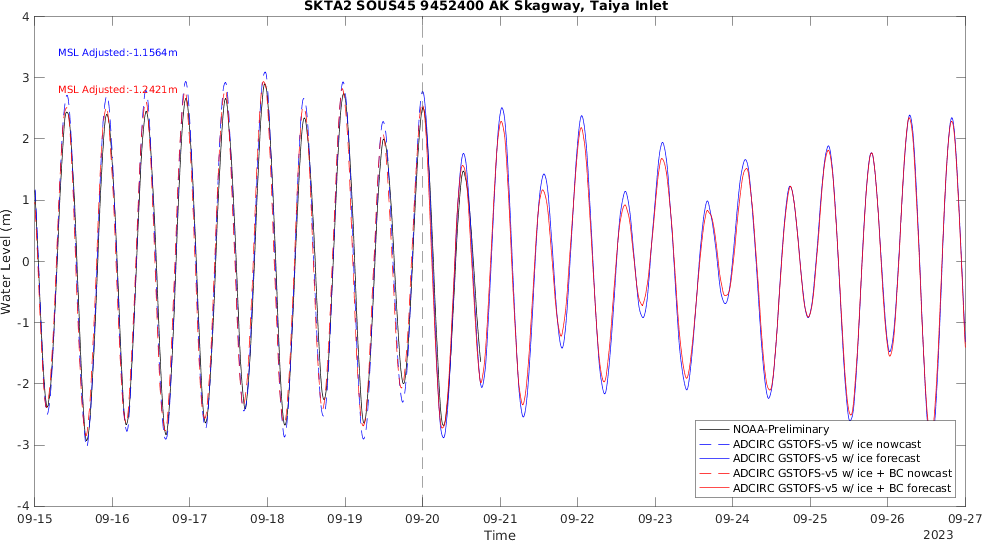 SKTA2 SOUS45 9452400 AK Skagway, Taiya Inlet
4
3
2
1
0
-1
-2
-3
-4
Water Level (m)
MSL Adjusted:-1.1564m
MSL Adjusted:-1.2421m
NOAA-Preliminary
ADCIRC GSTOFS-v5 w/ ice nowcast
ADCIRC GSTOFS-v5 w/ ice forecast
ADCIRC GSTOFS-v5 w/ ice + BC nowcast
ADCIRC GSTOFS-v5 w/ ice + BC forecast
09-15 09-16 09-17 09-18 09-19 09-20 09-21 09-22 09-23 09-24 09-25 09-26 09-27
Time
2023